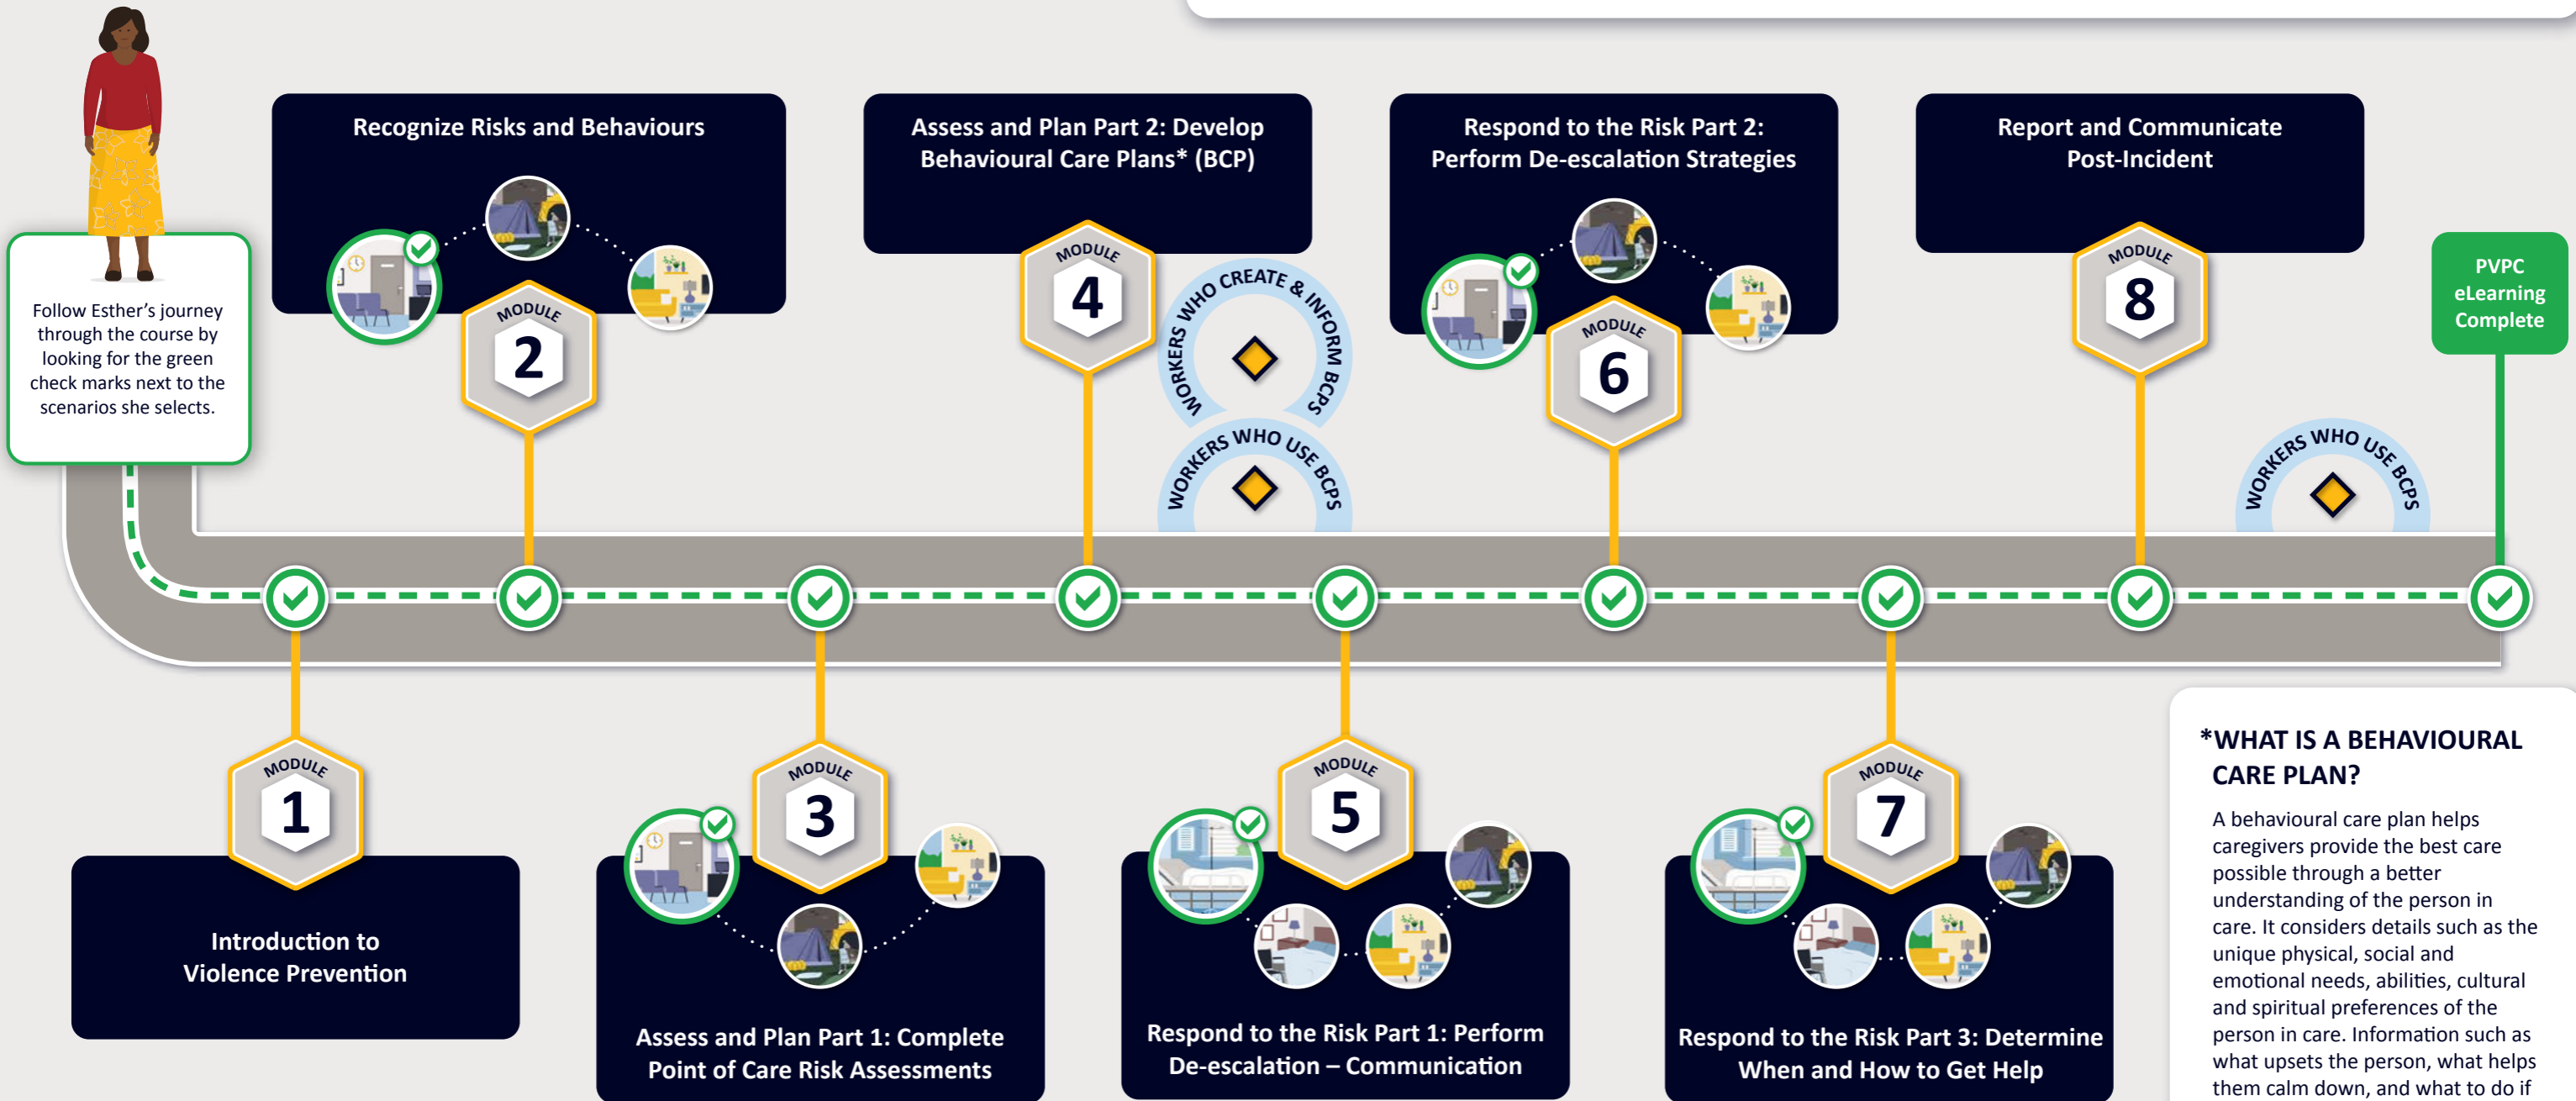 Follow Esther's journey
through the course by
looking for the green
check marks next to the
scenarios she selects.
MODULE
1
Introduction to
Violence Prevention
Recognize Risks and Behaviours
MODULE
2
MODULE
3
Assess and Plan Part 1: Complete
Point of Care Risk Assessments
Assess and Plan Part 2: Develop
Behavioural Care Plans* (BCP)
MODULE
4
WORKERS WHO CREATE & INFORM BCPS
WORKERS WHO USE BCPS
MODULE
5
Respond to the Risk Part 1: Perform
De-escalation – Communication
Respond to the Risk Part 2:
Perform De-escalation Strategies
MODULE
6
MODULE
7
Respond to the Risk Part 3: Determine
When and How to Get Help
Report and Communicate
Post-Incident
MODULE
8
WORKERS WHO USE BCPS
PVPC
eLearning
Complete
*WHAT IS A BEHAVIOURAL
CARE PLAN?
A behavioural care plan helps
caregivers provide the best care
possible through a better
understanding of the person in
care. It considers details such as the
unique physical, social and
emotional needs, abilities, cultural
and spiritual preferences of the
person in care. Information such as
what upsets the person, what helps
them calm down, and what to do if